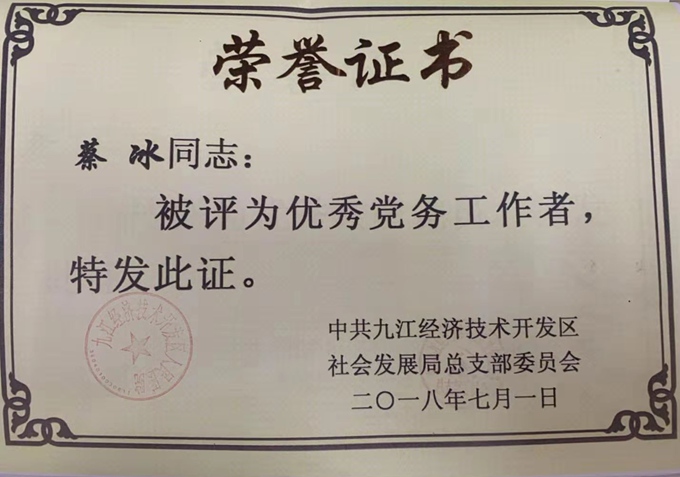 荣誉证书
蔡 冰同志：
被评为优秀党务工作者，
特发此证。
中共九江经济技术开发区
社会发展局总支部委员会
二〇一八年七月一日